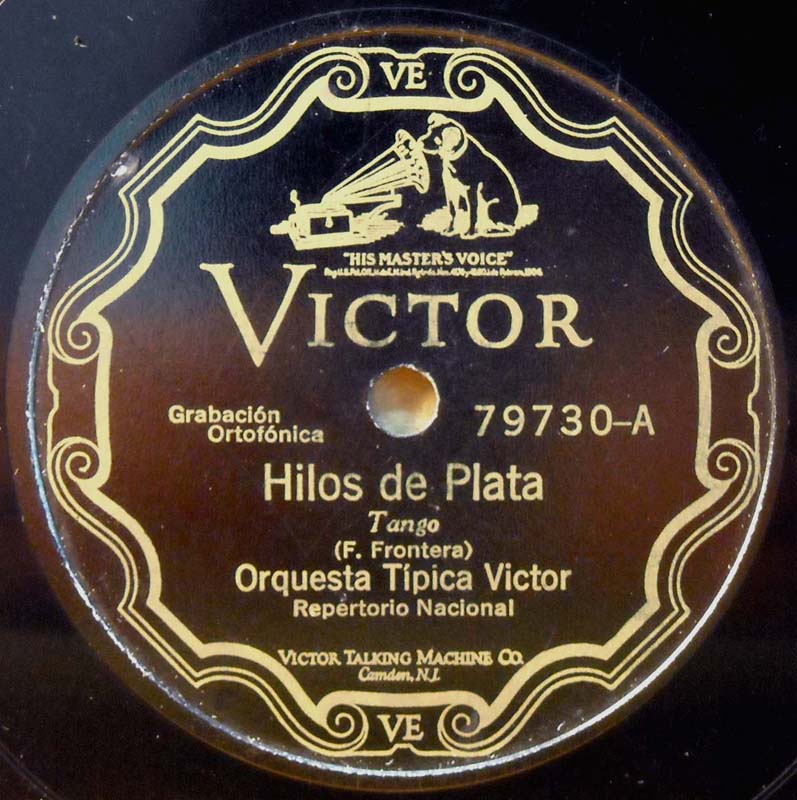 VE
"HIS MASTER'S VOICE"
VICTOR
Grabación
Ortofónica
79730-A
Hilos de Plata
Tango
(F. Frontera)
Orquesta Típica Victor
Repertorio Nacional
VICTOR TALKING MACHINE CO.
Camden, N.J.
VE